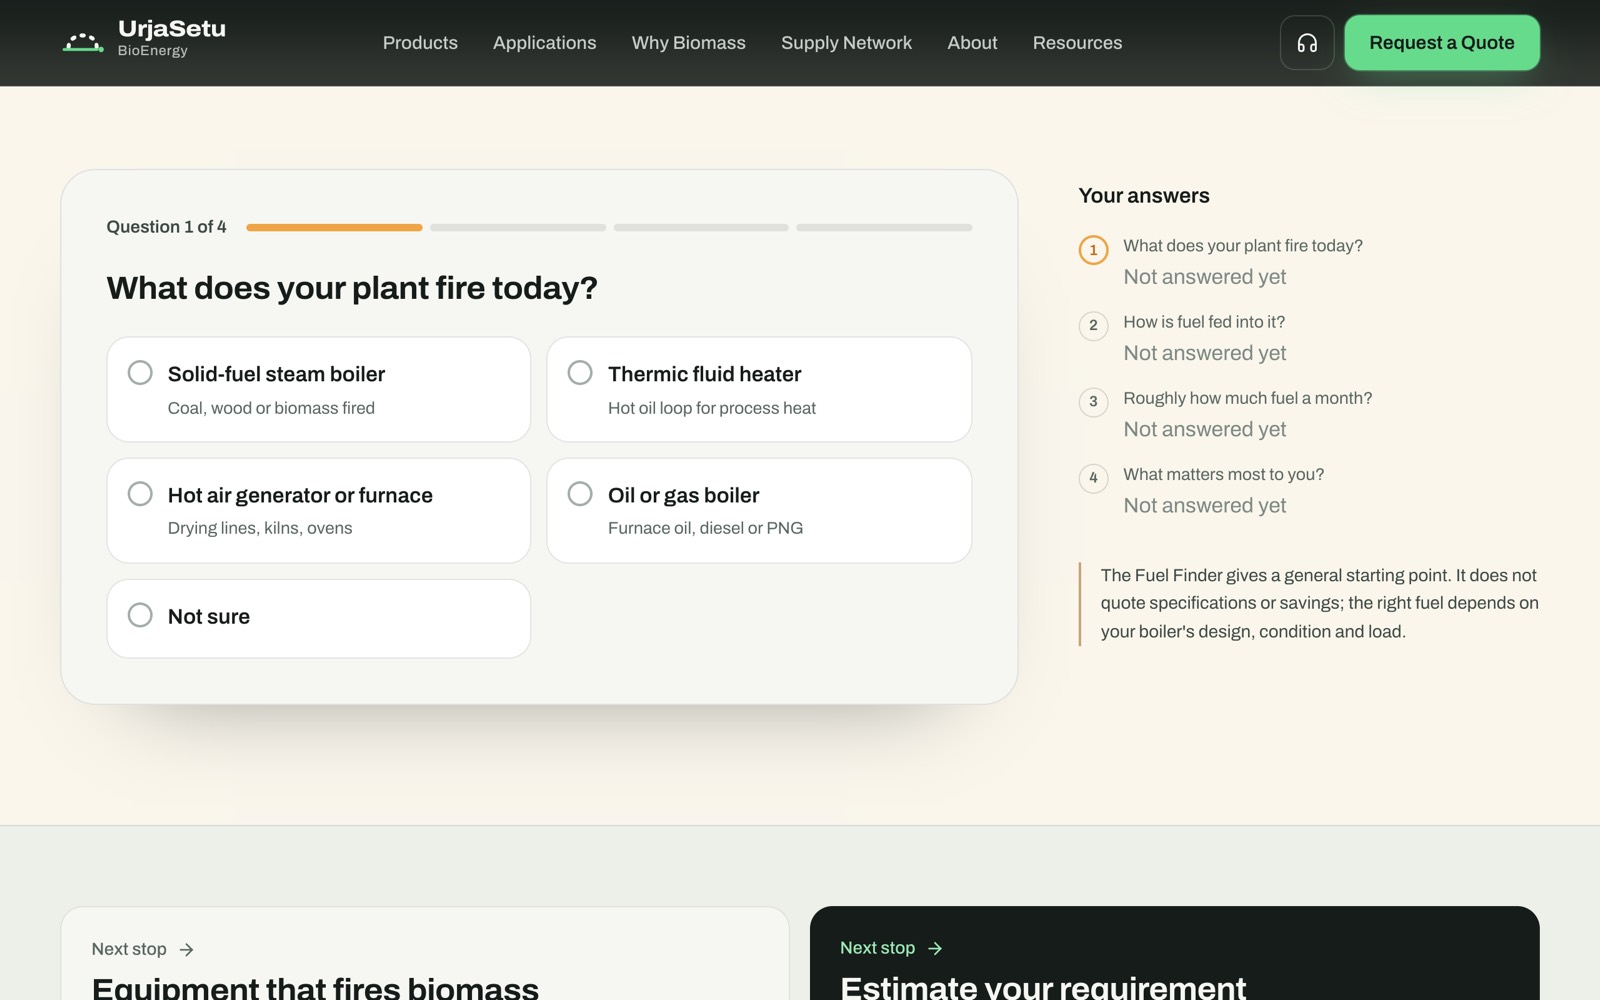 UrjaSetu
BioEnergy
Products
Applications
Why Biomass
Supply Network
About
Resources
Request a Quote
Question 1 of 4
What does your plant fire today?
Solid-fuel steam boiler
Coal, wood or biomass fired
Thermic fluid heater
Hot oil loop for process heat
Hot air generator or furnace
Drying lines, kilns, ovens
Oil or gas boiler
Furnace oil, diesel or PNG
Not sure
Your answers
1
What does your plant fire today?
Not answered yet
2
How is fuel fed into it?
Not answered yet
3
Roughly how much fuel a month?
Not answered yet
4
What matters most to you?
Not answered yet
The Fuel Finder gives a general starting point. It does not
quote specifications or savings; the right fuel depends on
your boiler's design, condition and load.
Next stop
Equipment that fires biomass
Next stop
Estimate your requirement